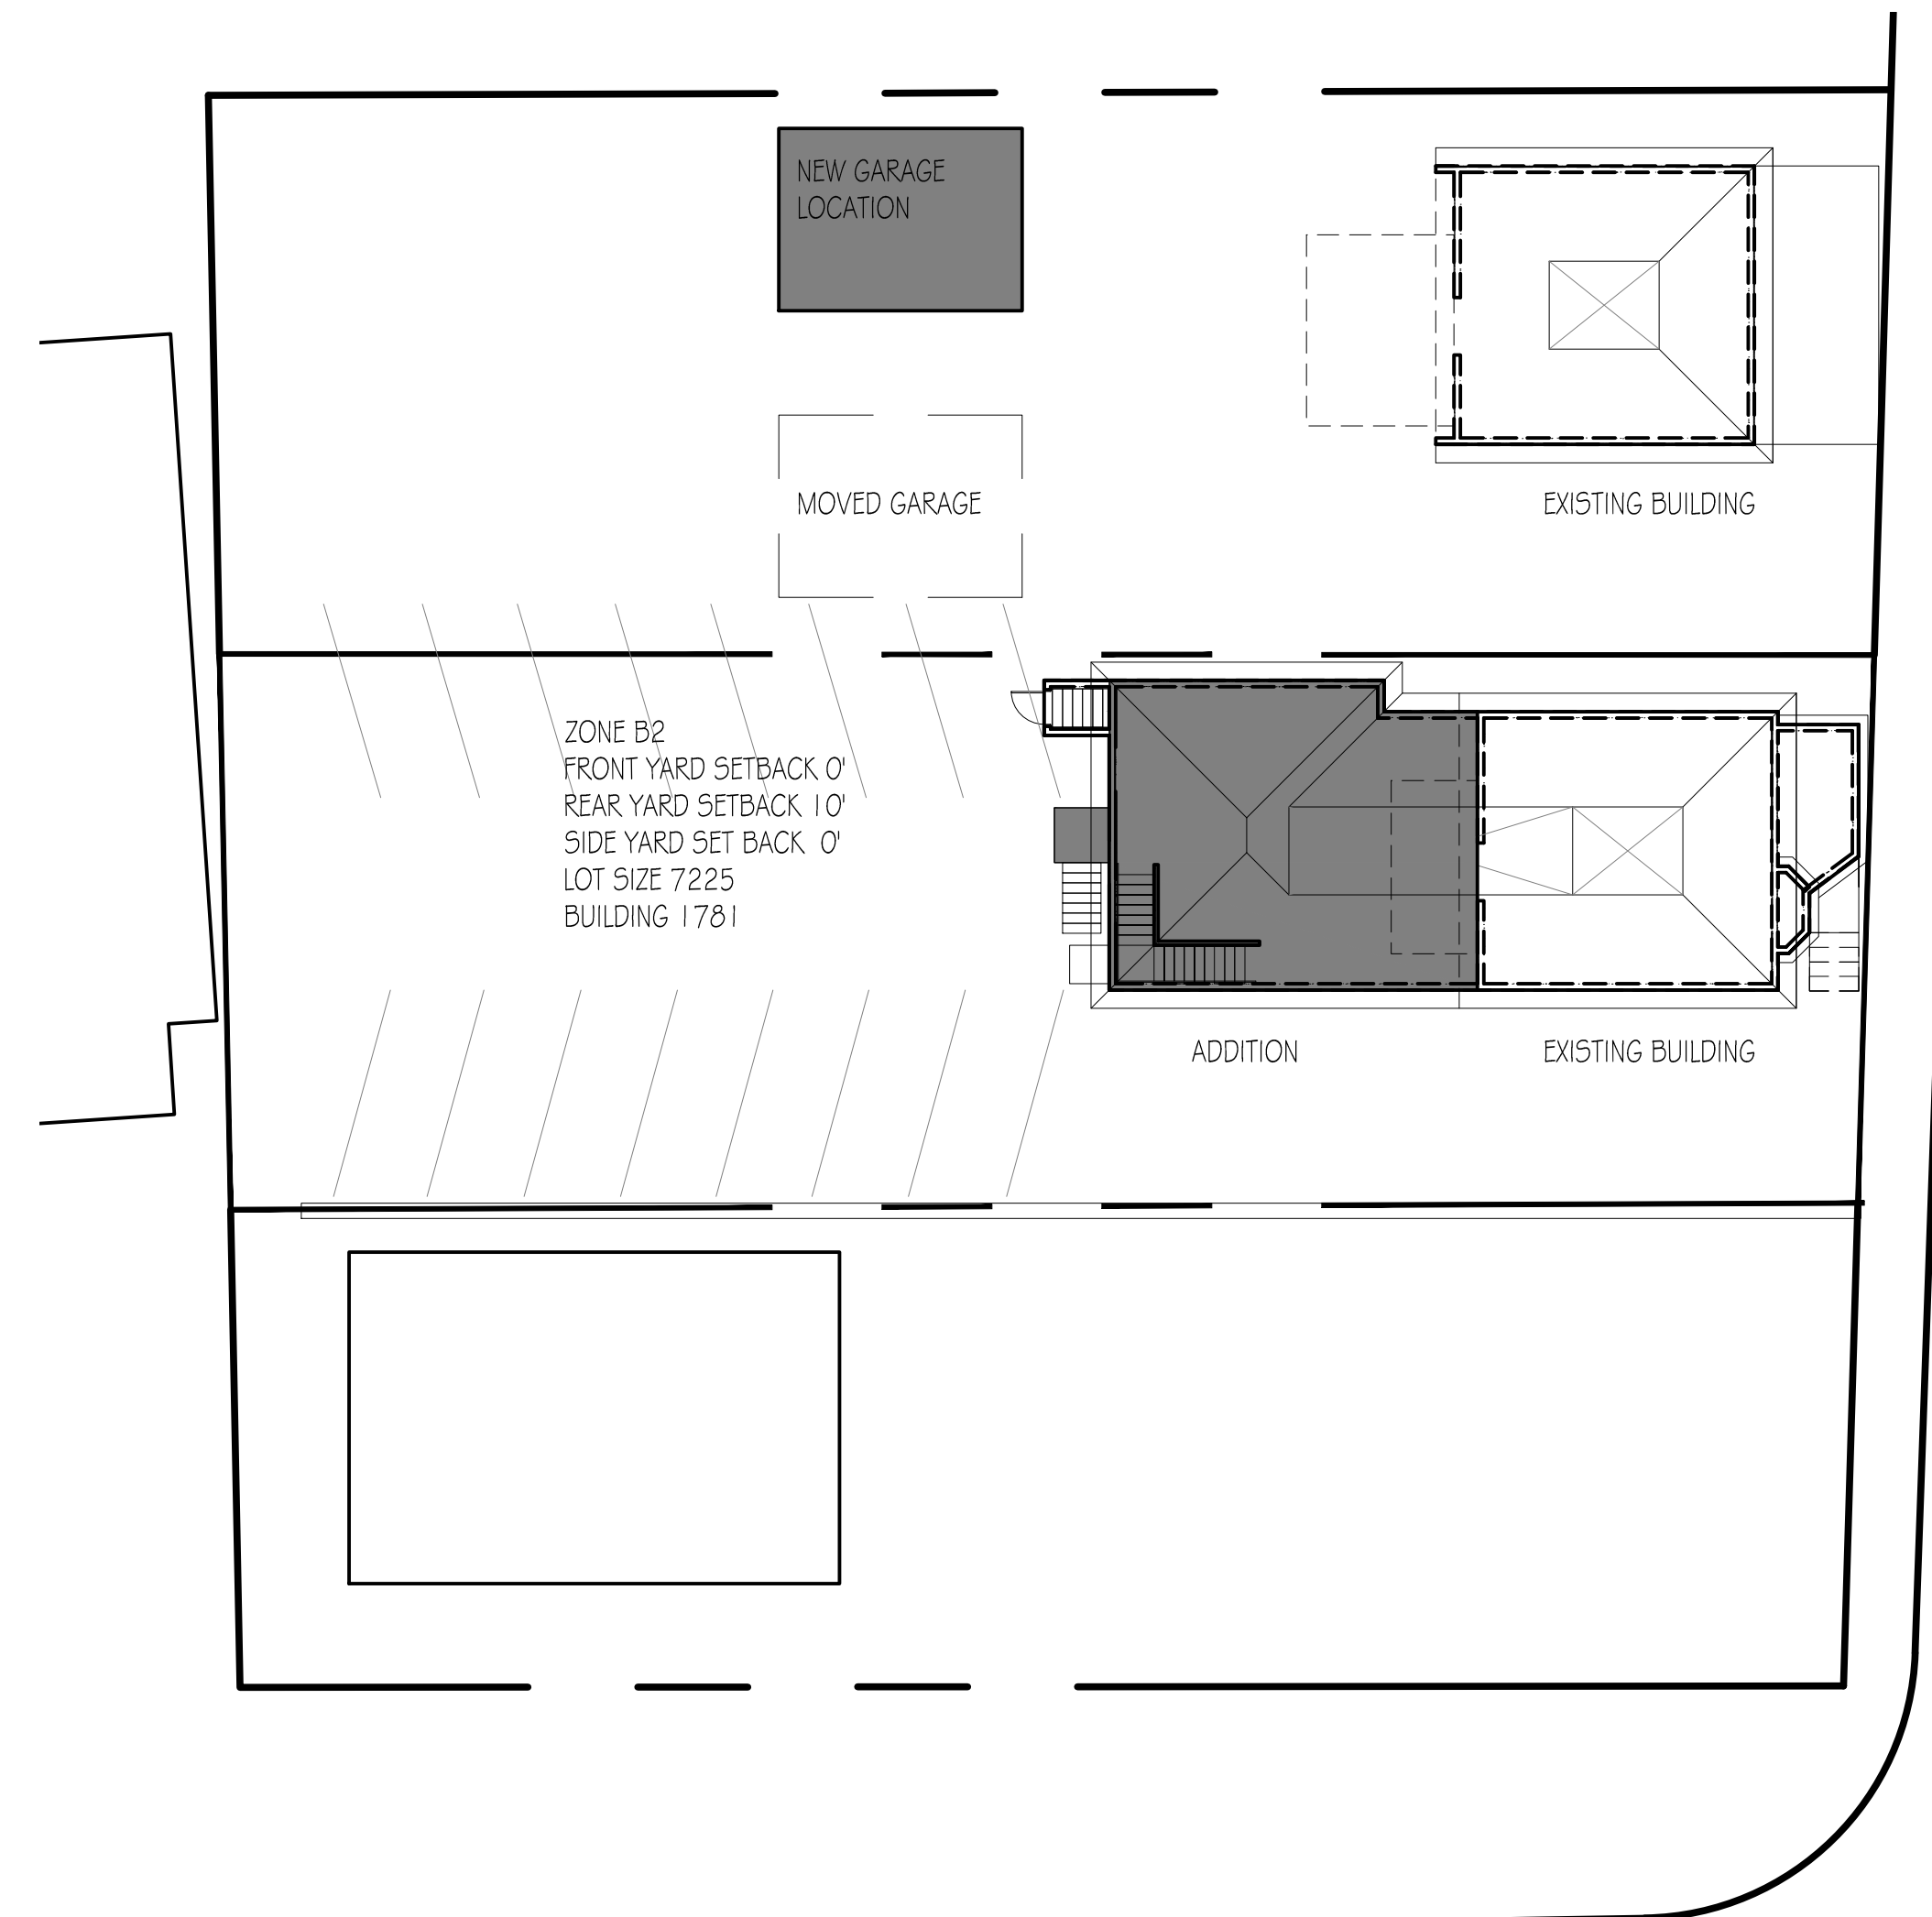 NEW GARAGE
LOCATION
MOVED GARAGE
EXISTING BUILDING
ZONE B2
FRONT YARD SETBACK 0'
REAR YARD SETBACK 10'
SIDE YARD SET BACK 0'
LOT SIZE 7225
BUILDING 1781
ADDITION
EXISTING BUILDING